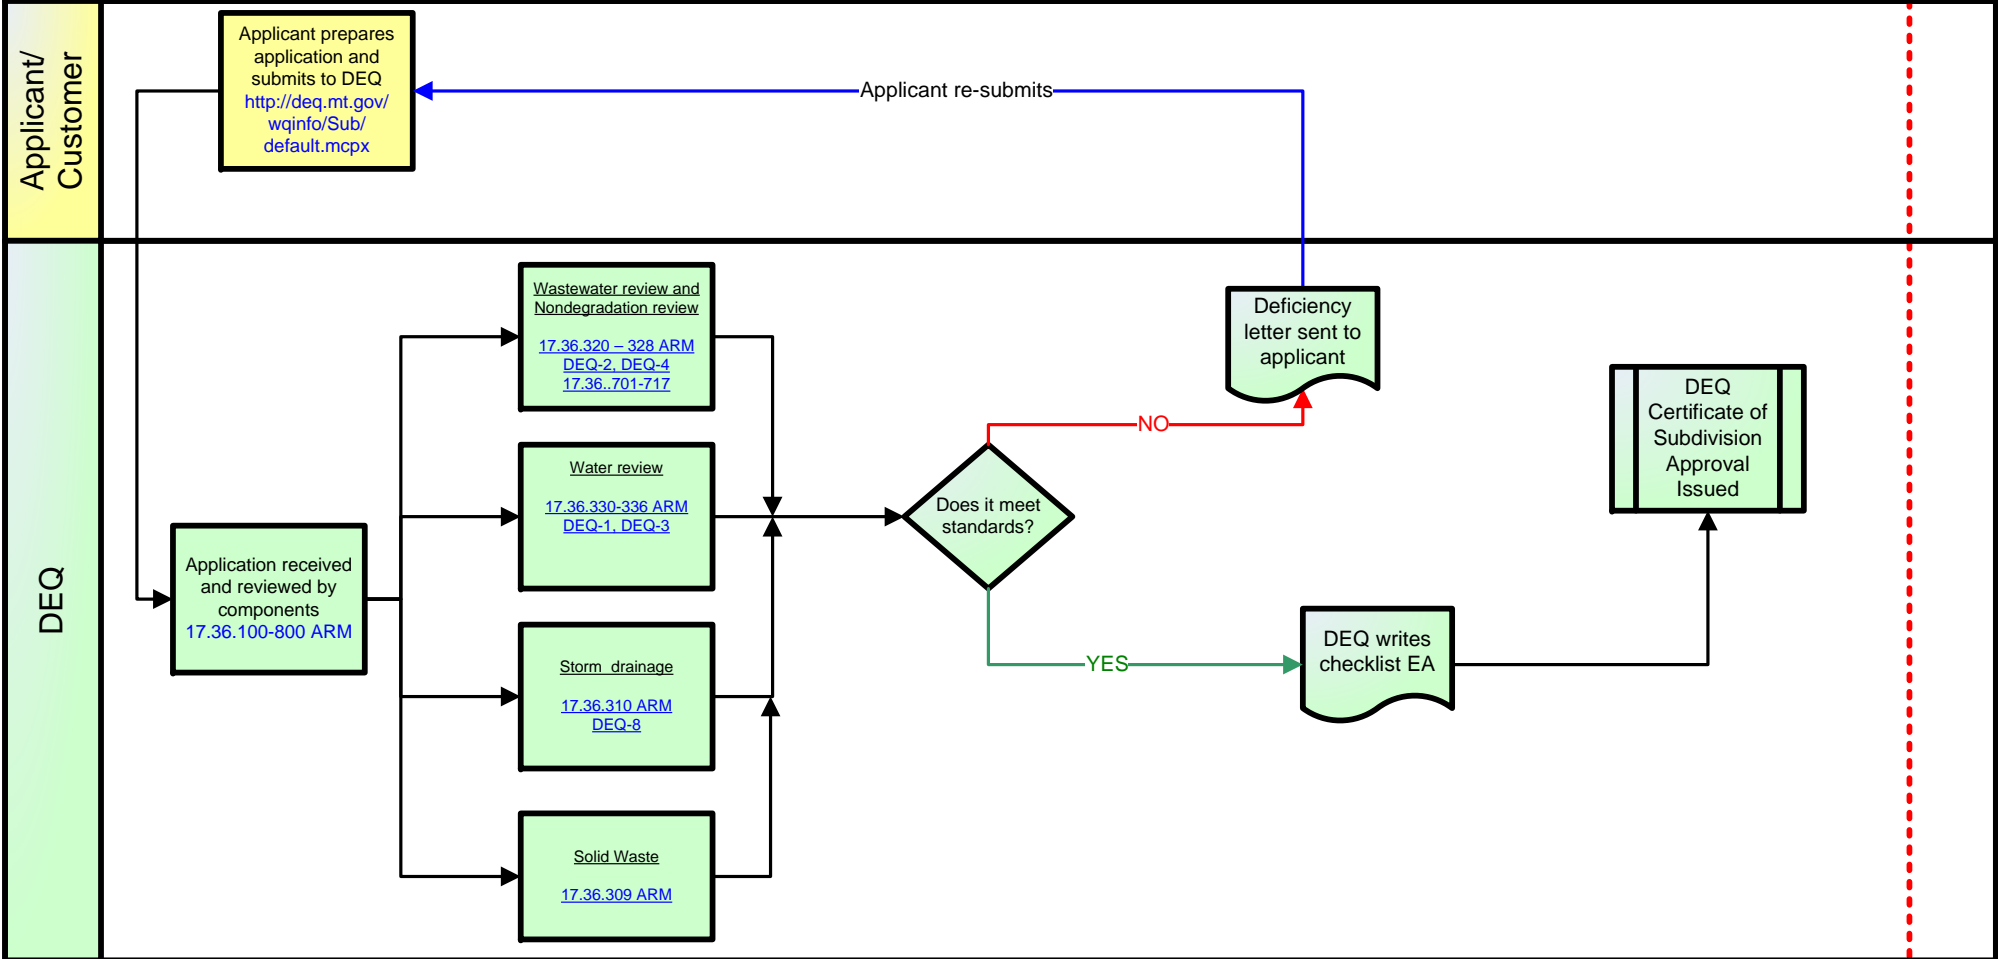 Applicant/
Customer
Applicant prepares
application and
submits to DEQ
http://deq.mt.gov/
wqinfo/Sub/
default.mcpx
Applicant re-submits
DEQ
Application received
and reviewed by
components
17.36.100-800 ARM
Wastewater review and
Nondegradation review
17.36.320 – 328 ARM
DEQ-2, DEQ-4
17.36..701-717
Water review
17.36.330-336 ARM
DEQ-1, DEQ-3
Storm  drainage
17.36.310 ARM
DEQ-8
Solid Waste
17.36.309 ARM
Does it meet
standards?
NO
Deficiency
letter sent to
applicant
YES
DEQ writes
checklist EA
DEQ
Certificate of
Subdivision
Approval
Issued